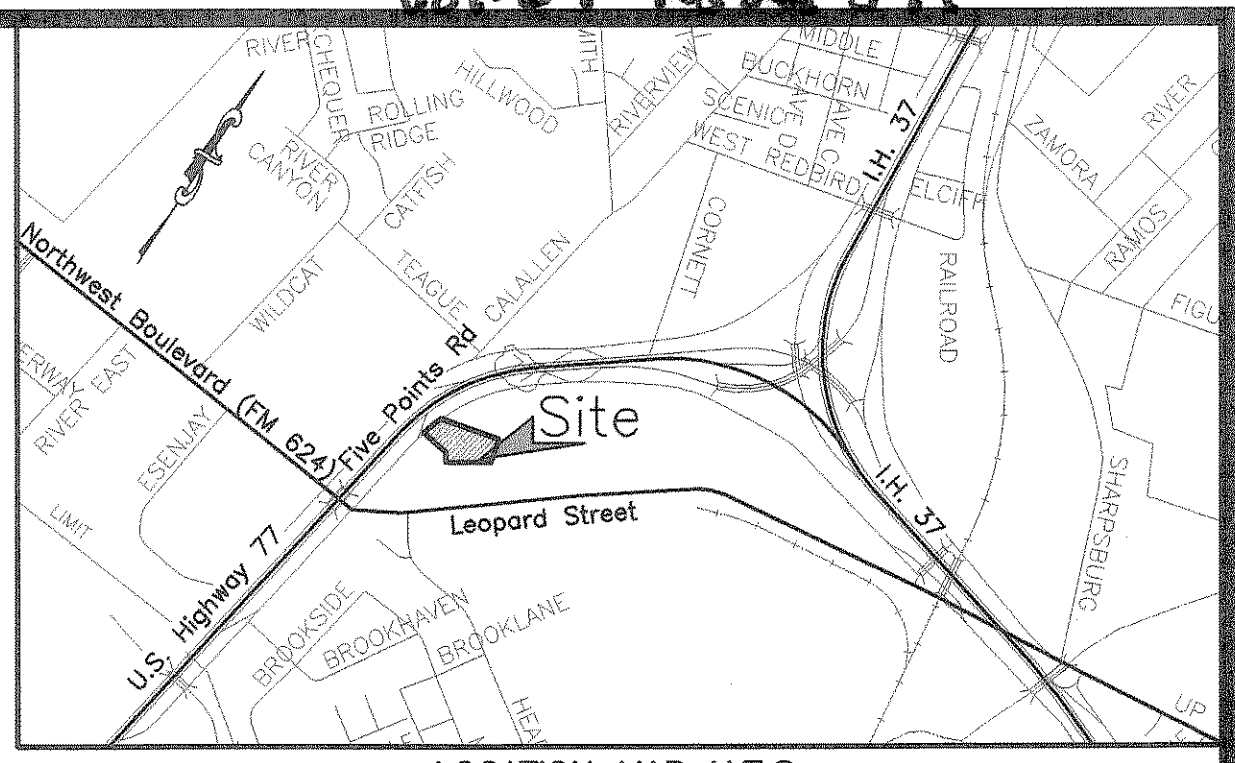 RIVER
CHEQUER
ROLLING
RIDGE
RIVER
CANYON
CATFISH
HILLWOOD
RIVERVIEW
MIDDLE
BUCKHORN
SCENIC
AVE D
AVE C
WEST REDBIRD
I.H. 37
ELCIFF
ZAMORA
RIVER
RAMOS
RAILROAD
CORNETT
CALALLEN
TEAGUE
WILDCAT
Northwest Boulevard (FM 624)
Five Points Rd
RIVER EAST
ESENJAY
LIMIT
Site
Leopard Street
I.H. 37
SHARPSBURG
U.S. Highway 77
BROOKSIDE
BROOKHAVEN
BROOKLANE
UP
LOCATION MAP N.T.S.